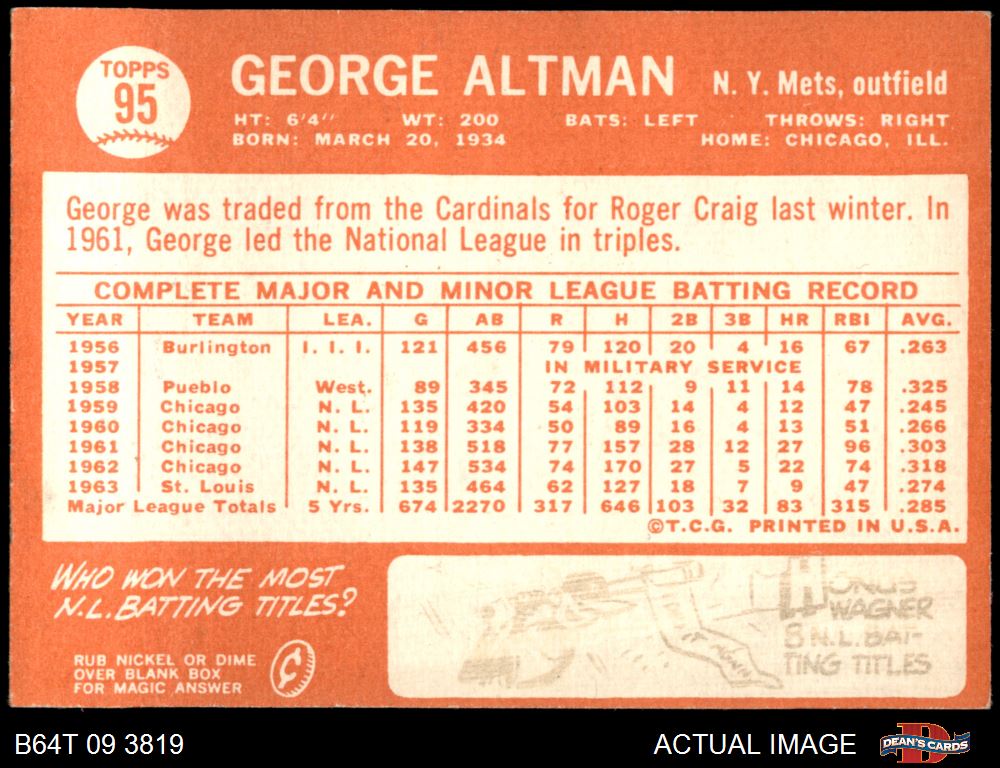 TOPPS
95
GEORGE ALTMAN N. Y. Mets, outfield
HT: 6'4'' WT: 200 BATS: LEFT THROWS: RIGHT
BORN: MARCH 20, 1934 HOME: CHICAGO, ILL.
George was traded from the Cardinals for Roger Craig last winter. In
1961, George led the National League in triples.
COMPLETE MAJOR AND MINOR LEAGUE BATTING RECORD
YEAR TEAM LEA. G AB R H 2B 3B HR RBI AVG.
1956 Burlington I. I. I. 121 456 79 120 20 4 16 67 .263
1957 IN MILITARY SERVICE
1958 Pueblo West. 89 345 72 112 9 11 14 78 .325
1959 Chicago N. L. 135 420 54 103 14 4 12 47 .245
1960 Chicago N. L. 119 334 50 89 16 4 13 51 .266
1961 Chicago N. L. 138 518 77 157 28 12 27 96 .303
1962 Chicago N. L. 147 534 74 170 27 5 22 74 .318
1963 St. Louis N. L. 135 464 62 127 18 7 9 47 .274
Major League Totals 5 Yrs. 674 2270 317 646 103 32 83 315 .285
©T.C.G. PRINTED IN U.S.A.
WHO WON THE MOST
N.L. BATTING TITLES?
RUB NICKEL OR DIME
OVER BLANK BOX
FOR MAGIC ANSWER
¢
HONUS
WAGNER
8 N.L. BAT-
TING TITLES
B64T 09 3819
ACTUAL IMAGE
DEAN'S CARDS